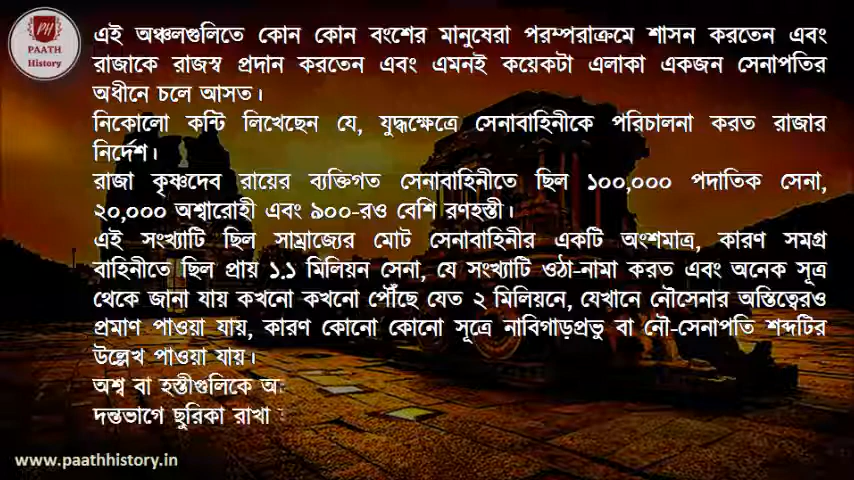 PH
PAATH
History
এই অঞ্চলগুলিতে কোন কোন বংশের মানুষেরা পরম্পরাক্রমে শাসন করতেন এবং
রাজাকে রাজস্ব প্রদান করতেন এবং এমনই কয়েকটা এলাকা একজন সেনাপতির
অধীনে চলে আসত।
নিকোলো কন্টি লিখেছেন যে, যুদ্ধক্ষেত্রে সেনাবাহিনীকে পরিচালনা করত রাজার
নির্দেশ।
রাজা কৃষ্ণদেব রায়ের ব্যক্তিগত সেনাবাহিনীতে ছিল ১০০,০০০ পদাতিক সেনা,
২০,০০০ অশ্বারোহী এবং ৯০০-রও বেশি রণহস্তী।
এই সংখ্যাটি ছিল সাম্রাজ্যের মোট সেনাবাহিনীর একটি অংশমাত্র, কারণ সমগ্র
বাহিনীতে ছিল প্রায় ১.১ মিলিয়ন সেনা, যে সংখ্যাটি ওঠা-নামা করত এবং অনেক সূত্র
থেকে জানা যায় কখনো কখনো পৌঁছে যেত ২ মিলিয়নে, যেখানে নৌসেনার অস্তিত্বেরও
প্রমাণ পাওয়া যায়, কারণ কোনো কোনো সূত্রে নাবিগাড়প্রভু বা নৌ-সেনাপতি শব্দটির
উল্লেখ পাওয়া যায়।
অশ্ব বা হস্তীগুলিকে
দন্তভাগে ছুরিকা রাখা
www.paathhistory.in